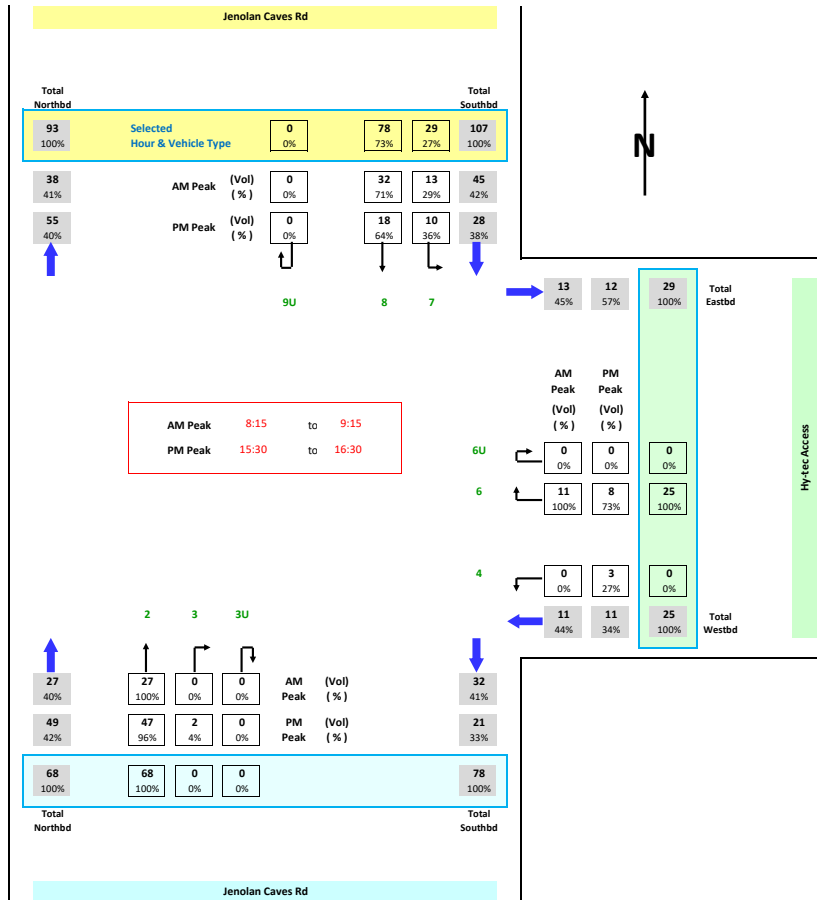 Jenolan Caves Rd
Total Northbd
Total Southbd
93 100%
Selected Hour & Vehicle Type
0 0%
78 73%
29 27%
107 100%
38 41%
AM Peak (Vol) ( % )
0 0%
32 71%
13 29%
45 42%
55 40%
PM Peak (Vol) ( % )
0 0%
18 64%
10 36%
28 38%
N
9U 8 7
13 45%
12 57%
29 100%
Total Eastbd
AM Peak (Vol) ( % )
PM Peak (Vol) ( % )
AM Peak 8:15 to 9:15
PM Peak 15:30 to 16:30
6U
0 0%
0 0%
0 0%
6
11 100%
8 73%
25 100%
Hy-tec Access
4
0 0%
3 27%
0 0%
11 44%
11 34%
25 100%
Total Westbd
2 3 3U
27 40%
27 100%
0 0%
0 0%
AM Peak (Vol) ( % )
32 41%
49 42%
47 96%
2 4%
0 0%
PM Peak (Vol) ( % )
21 33%
68 100%
68 100%
0 0%
0 0%
78 100%
Total Northbd
Total Southbd
Jenolan Caves Rd